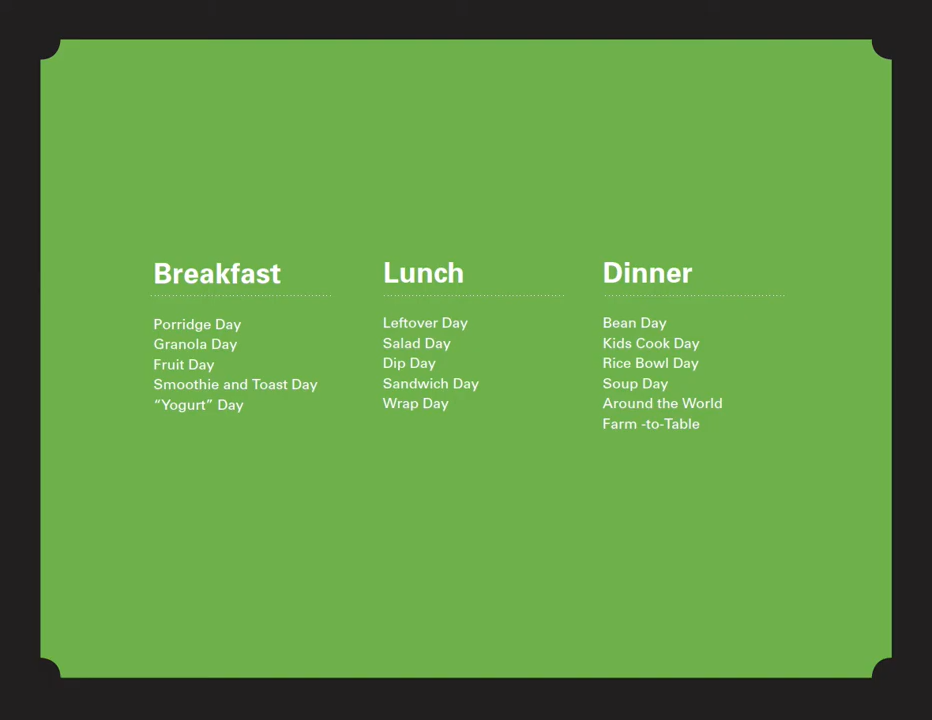 Breakfast
Porridge Day
Granola Day
Fruit Day
Smoothie and Toast Day
“Yogurt” Day
Lunch
Leftover Day
Salad Day
Dip Day
Sandwich Day
Wrap Day
Dinner
Bean Day
Kids Cook Day
Rice Bowl Day
Soup Day
Around the World
Farm -to-Table